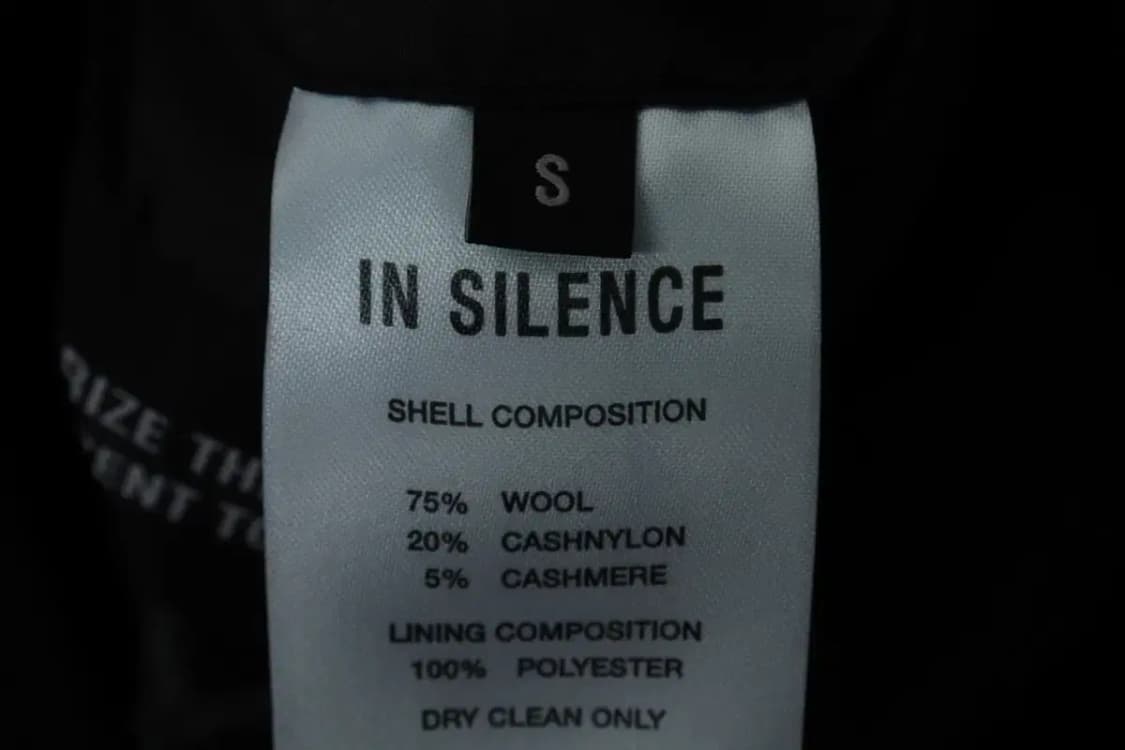 S
IN SILENCE
SHELL COMPOSITION
75% WOOL
20% CASHNYLON
5% CASHMERE
LINING COMPOSITION
100% POLYESTER
DRY CLEAN ONLY